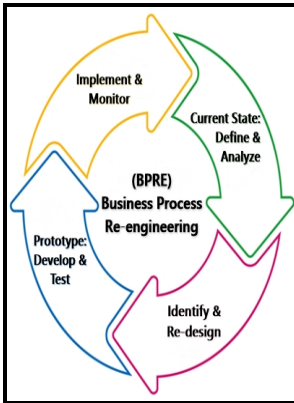 Implement &
Monitor
Current State:
Define &
Analyze
(BPRE)
Business Process
Re-engineering
Prototype:
Develop &
Test
Identify &
Re-design